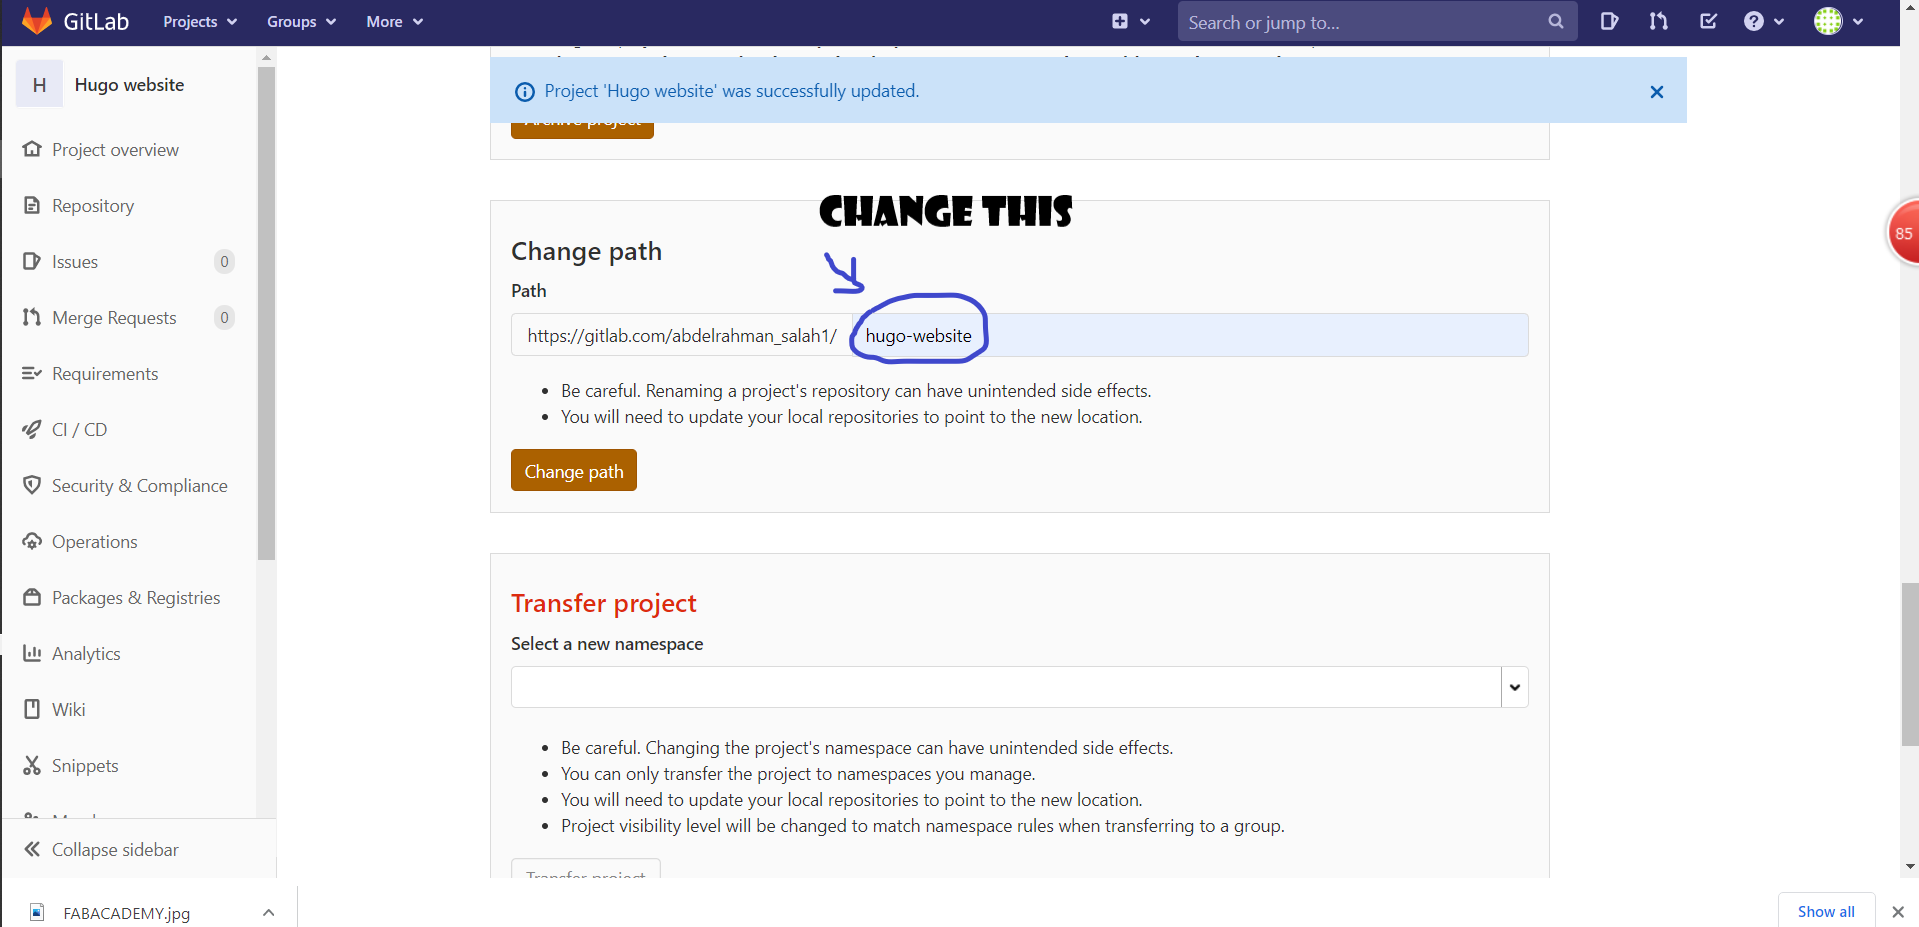 GitLab Projects Groups More Search or jump to...
H Hugo website
Project 'Hugo website' was successfully updated.
Archive project
Project overview
Repository
Issues 0
Merge Requests 0
Requirements
CI / CD
Security & Compliance
Operations
Packages & Registries
Analytics
Wiki
Snippets
Collapse sidebar
CHANGE THIS
Change path
Path
https://gitlab.com/abdelrahman_salah1/ hugo-website
Be careful. Renaming a project's repository can have unintended side effects.
You will need to update your local repositories to point to the new location.
Change path
85
Transfer project
Select a new namespace
Be careful. Changing the project's namespace can have unintended side effects.
You can only transfer the project to namespaces you manage.
You will need to update your local repositories to point to the new location.
Project visibility level will be changed to match namespace rules when transferring to a group.
Transfer project
FABACADEMY.jpg
Show all